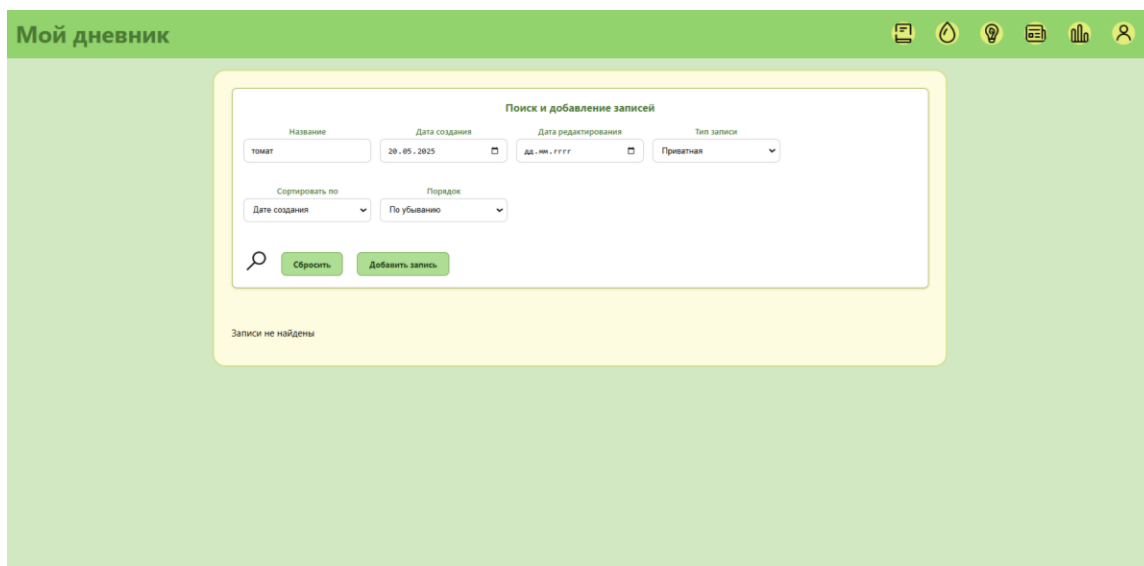 Мой дневник
Поиск и добавление записей
Название Дата создания Дата редактирования Тип записи
томат 20.05.2025 дд.мм.гггг Приватная
Сортировать по Порядок
Дате создания По убыванию
Сбросить Добавить запись
Записи не найдены